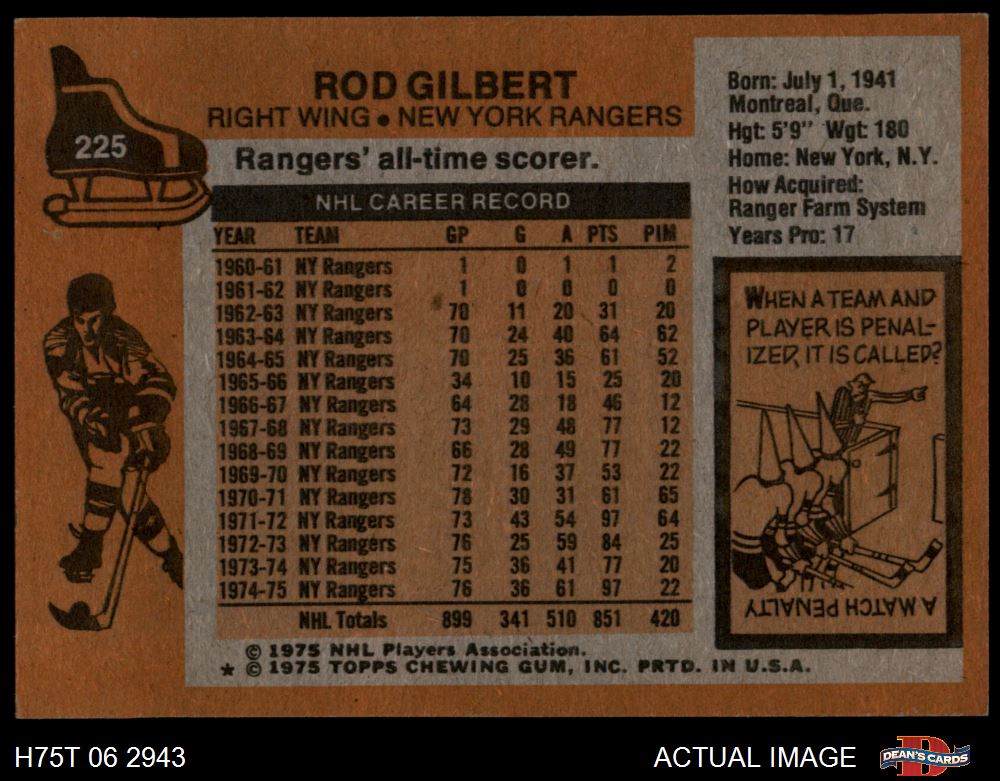 225
ROD GILBERT
RIGHT WING ● NEW YORK RANGERS
Rangers' all-time scorer.
NHL CAREER RECORD
YEAR TEAM GP G A PTS PIM
1960-61 NY Rangers 1 0 1 1 2
1961-62 NY Rangers 1 0 0 0 0
1962-63 NY Rangers 70 11 20 31 20
1963-64 NY Rangers 70 24 40 64 62
1964-65 NY Rangers 70 25 36 61 52
1965-66 NY Rangers 34 10 15 25 20
1966-67 NY Rangers 64 28 18 46 12
1967-68 NY Rangers 73 29 48 77 12
1968-69 NY Rangers 66 28 49 77 22
1969-70 NY Rangers 72 16 37 53 22
1970-71 NY Rangers 78 30 31 61 65
1971-72 NY Rangers 73 43 54 97 64
1972-73 NY Rangers 76 25 59 84 25
1973-74 NY Rangers 75 36 41 77 20
1974-75 NY Rangers 76 36 61 97 22
NHL Totals 899 341 510 851 420
© 1975 NHL Players Association.
★ © 1975 TOPPS CHEWING GUM, INC. PRTD. IN U.S.A.
Born: July 1, 1941
Montreal, Que.
Hgt: 5'9" Wgt: 180
Home: New York, N.Y.
How Acquired:
Ranger Farm System
Years Pro: 17
WHEN A TEAM AND
PLAYER IS PENAL-
IZED, IT IS CALLED?
A MATCH PENALTY
H75T 06 2943
ACTUAL IMAGE
D
DEAN'S CARDS